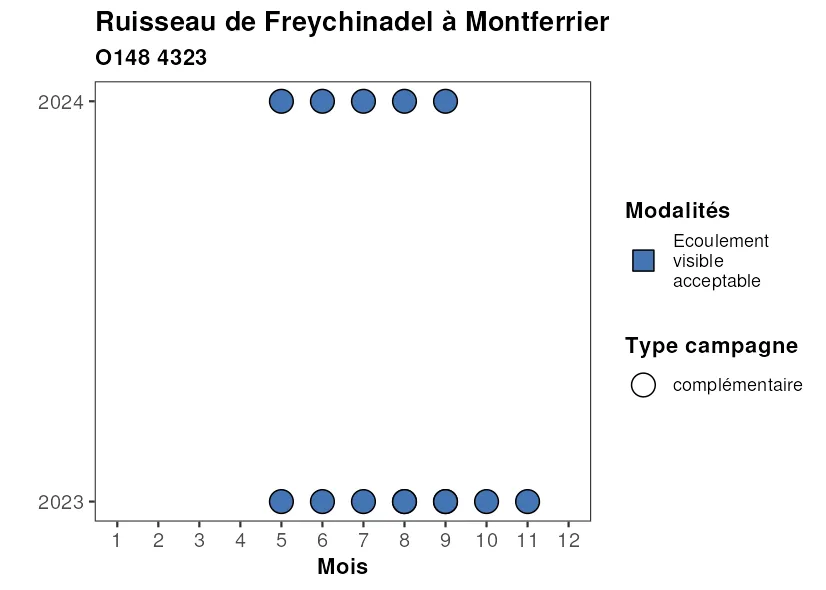 Ruisseau de Freychinadel à Montferrier
O148 4323
2024
2023
1 2 3 4 5 6 7 8 9 10 11 12
Mois
Modalités
Ecoulement
visible
acceptable
Type campagne
complémentaire